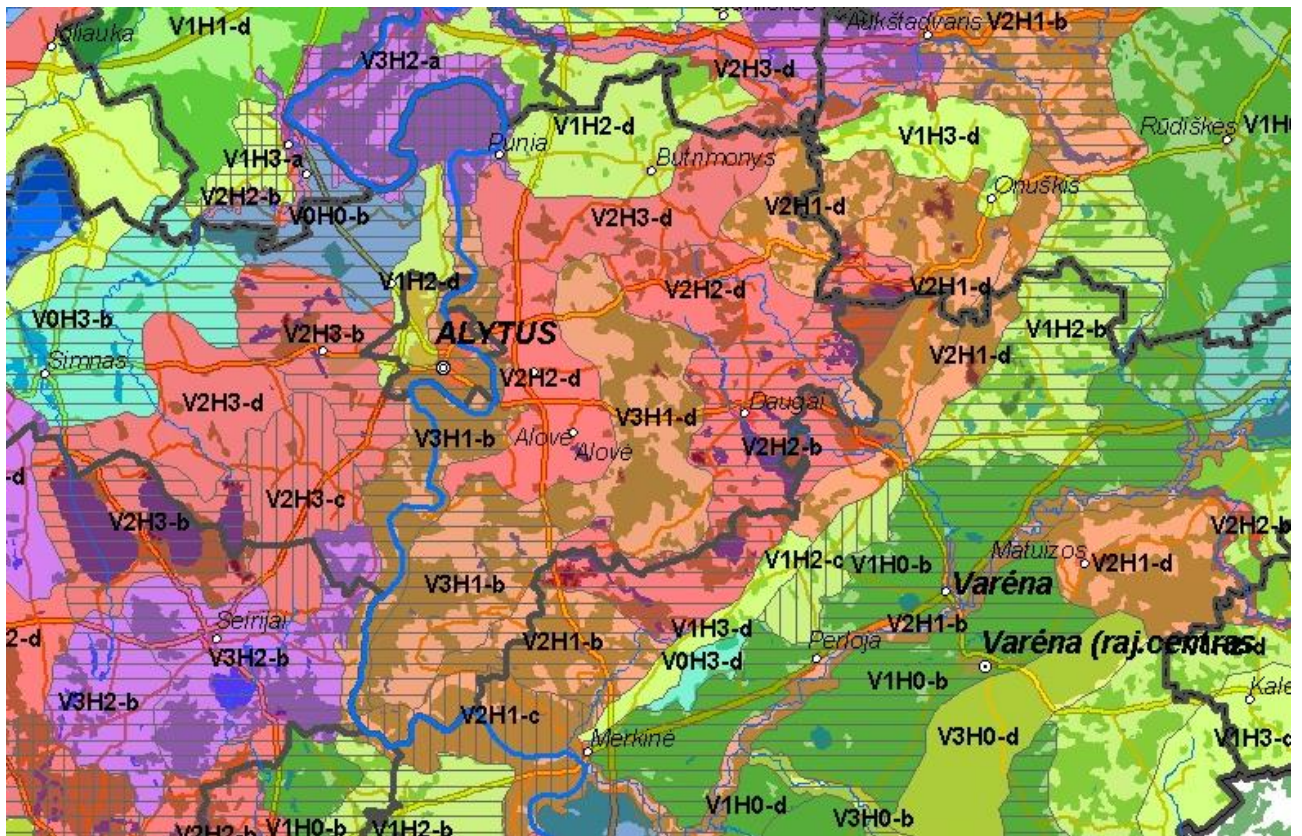 Igliauka
V1H1-d
Aukštadvaris
V2H1-b
V3H2-a
V2H3-d
V1H2-d
V1H3-d
Rūdiškės
Punia
V1H3-a
Butrimonys
V2H2-b
Onuškis
V0H0-b
V2H3-d
V2H1-d
V1H2-d
V2H2-d
V2H1-d
V1H2-b
V0H3-b
V2H3-b
ALYTUS
V2H1-d
Simnas
V2H2-d
V2H3-d
V3H1-d
Daugai
V3H1-b
Alovė
Alovė
V2H2-b
-d
V2H3-c
V2H3-b
V2H2-b
Matuizos
V1H2-c
V1H0-b
V2H1-d
V3H1-b
Varėna
V1H3-d
V2H1-b
Seirijai
V2H1-b
Perloja
Varėna (raj.centras
2-d
V3H2-b
V0H3-d
V1H0-b
V3H2-b
V2H1-c
Kale
Merkinė
V3H0-d
V1H3-d
V1H0-d
V3H0-b
V2H2-b
V1H0-b
V1H2-b